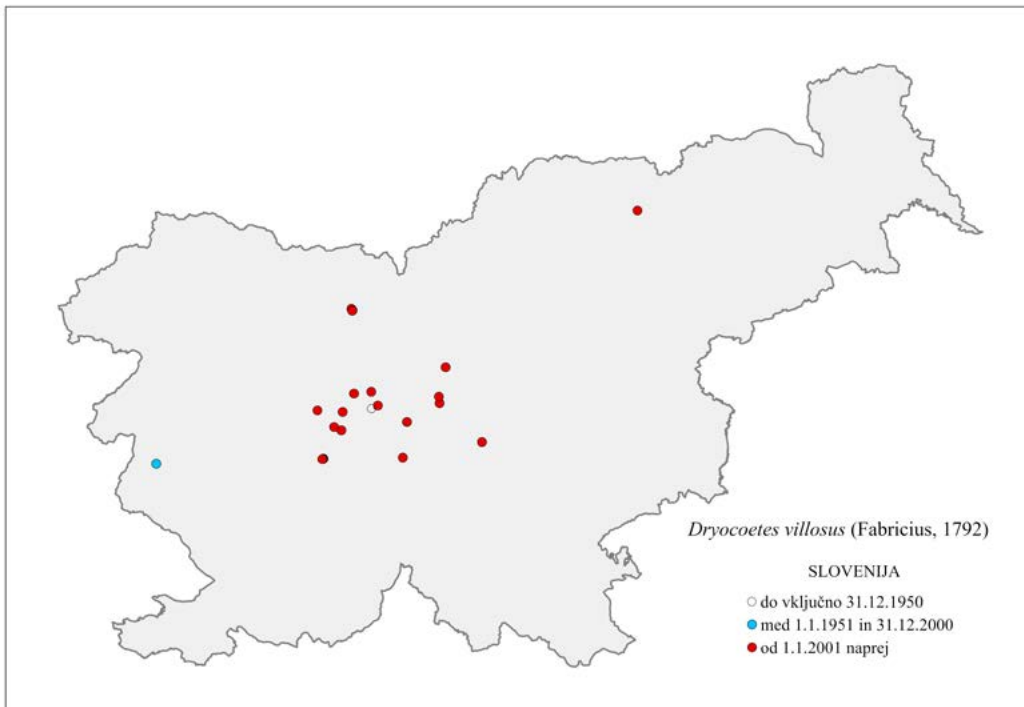 Dryocoetes villosus (Fabricius, 1792)
SLOVENIJA
do vključno 31.12.1950
med 1.1.1951 in 31.12.2000
od 1.1.2001 naprej